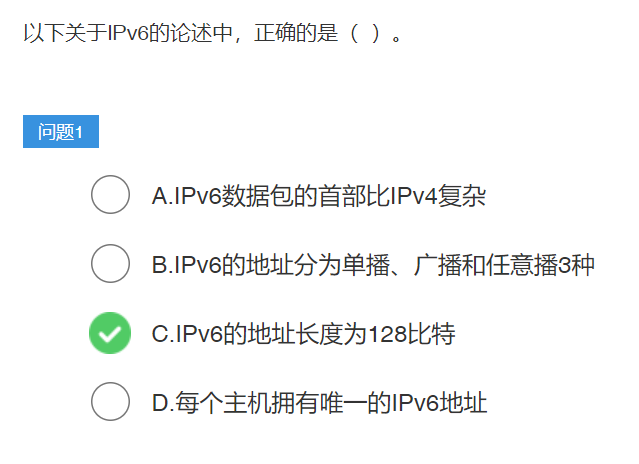 以下关于IPv6的论述中，正确的是（ ）。
问题1
A.IPv6数据包的首部比IPv4复杂
B.IPv6的地址分为单播、广播和任意播3种
C.IPv6的地址长度为128比特
D.每个主机拥有唯一的IPv6地址